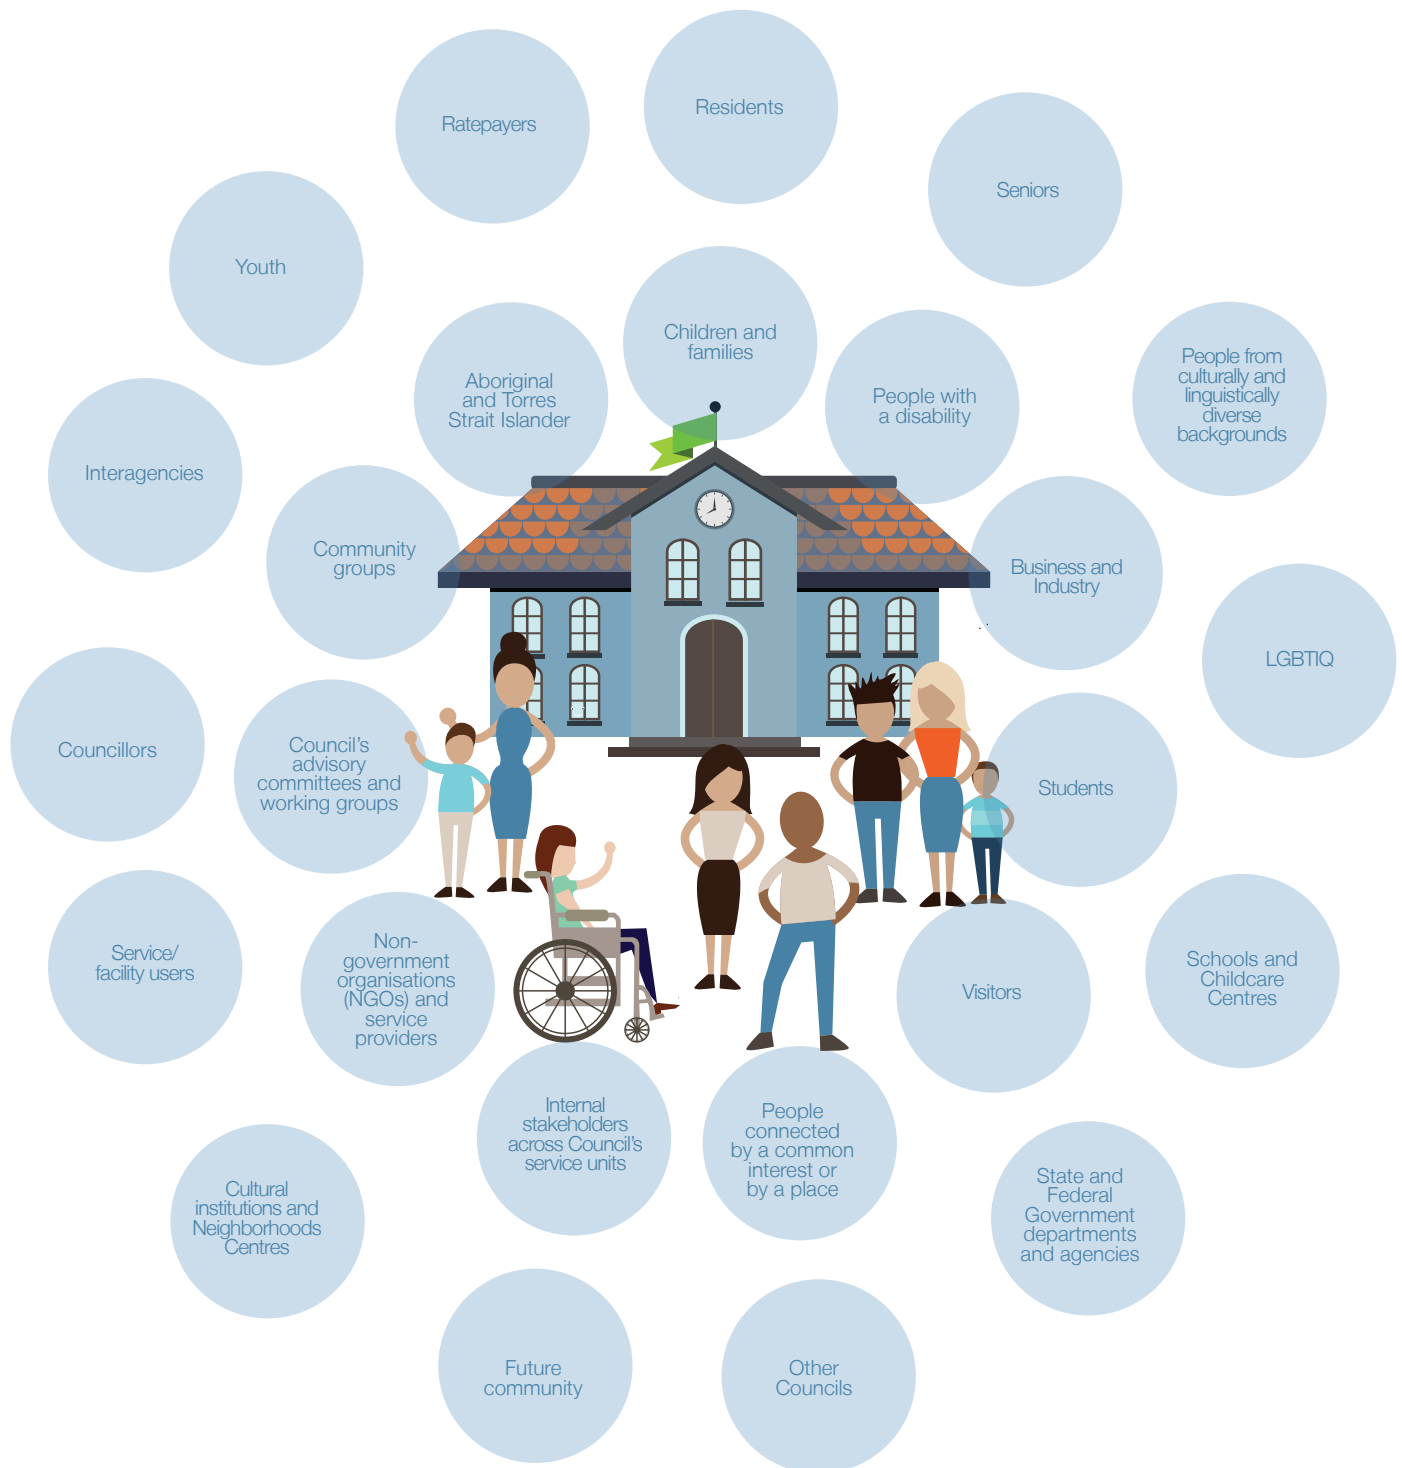 Residents
Ratepayers
Seniors
Youth
Children and
families
People from
culturally and
linguistically
diverse
backgrounds
Aboriginal
and Torres
Strait Islander
People with
a disability
Interagencies
Community
groups
Business and
Industry
LGBTIQ
Councillors
Council’s
advisory
committees and
working groups
Students
Service/
facility users
Non-
government
organisations
(NGOs) and
service
providers
Visitors
Schools and
Childcare
Centres
Internal
stakeholders
across Council’s
service units
People
connected
by a common
interest or
by a place
Cultural
institutions and
Neighborhoods
Centres
State and
Federal
Government
departments
and agencies
Future
community
Other
Councils